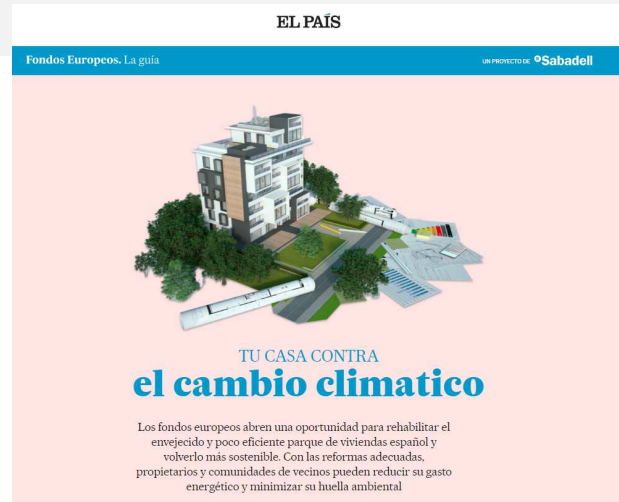 EL PAÍS
Fondos Europeos. La guía
UN PROYECTO DE Sabadell
TU CASA CONTRA
el cambio climatico
Los fondos europeos abren una oportunidad para rehabilitar el
envejecido y poco eficiente parque de viviendas español y
volverlo más sostenible. Con las reformas adecuadas,
propietarios y comunidades de vecinos pueden reducir su gasto
energético y minimizar su huella ambiental